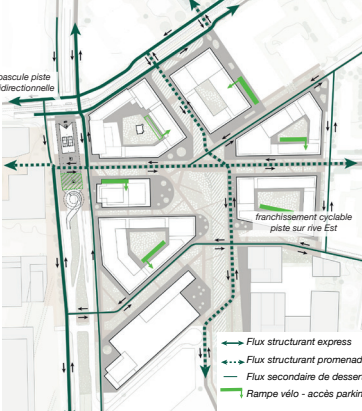 bascule piste
bidirectionnelle
franchissement cyclable
piste sur rive Est
Flux structurant express
Flux structurant promenad
Flux secondaire de desser
Rampe vélo - accès parkin